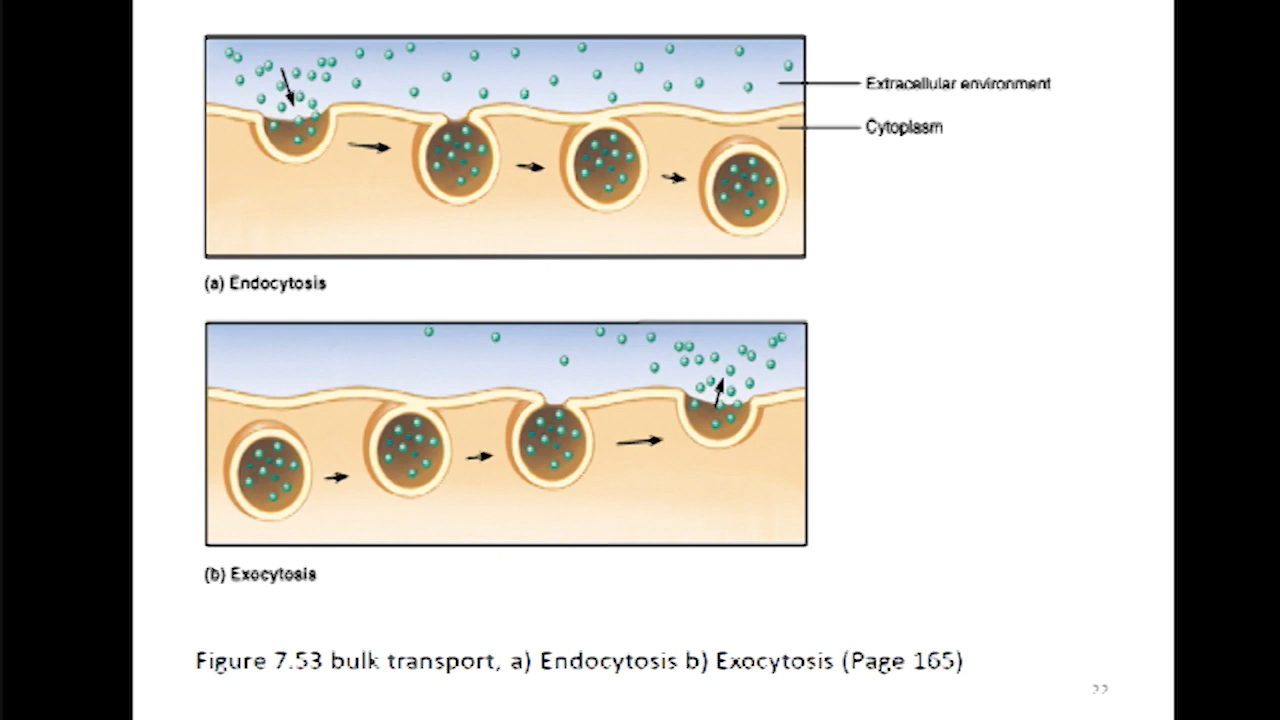 Extracellular environment
Cytoplasm
(a) Endocytosis
(b) Exocytosis
Figure 7.53 bulk transport, a) Endocytosis b) Exocytosis (Page 165)